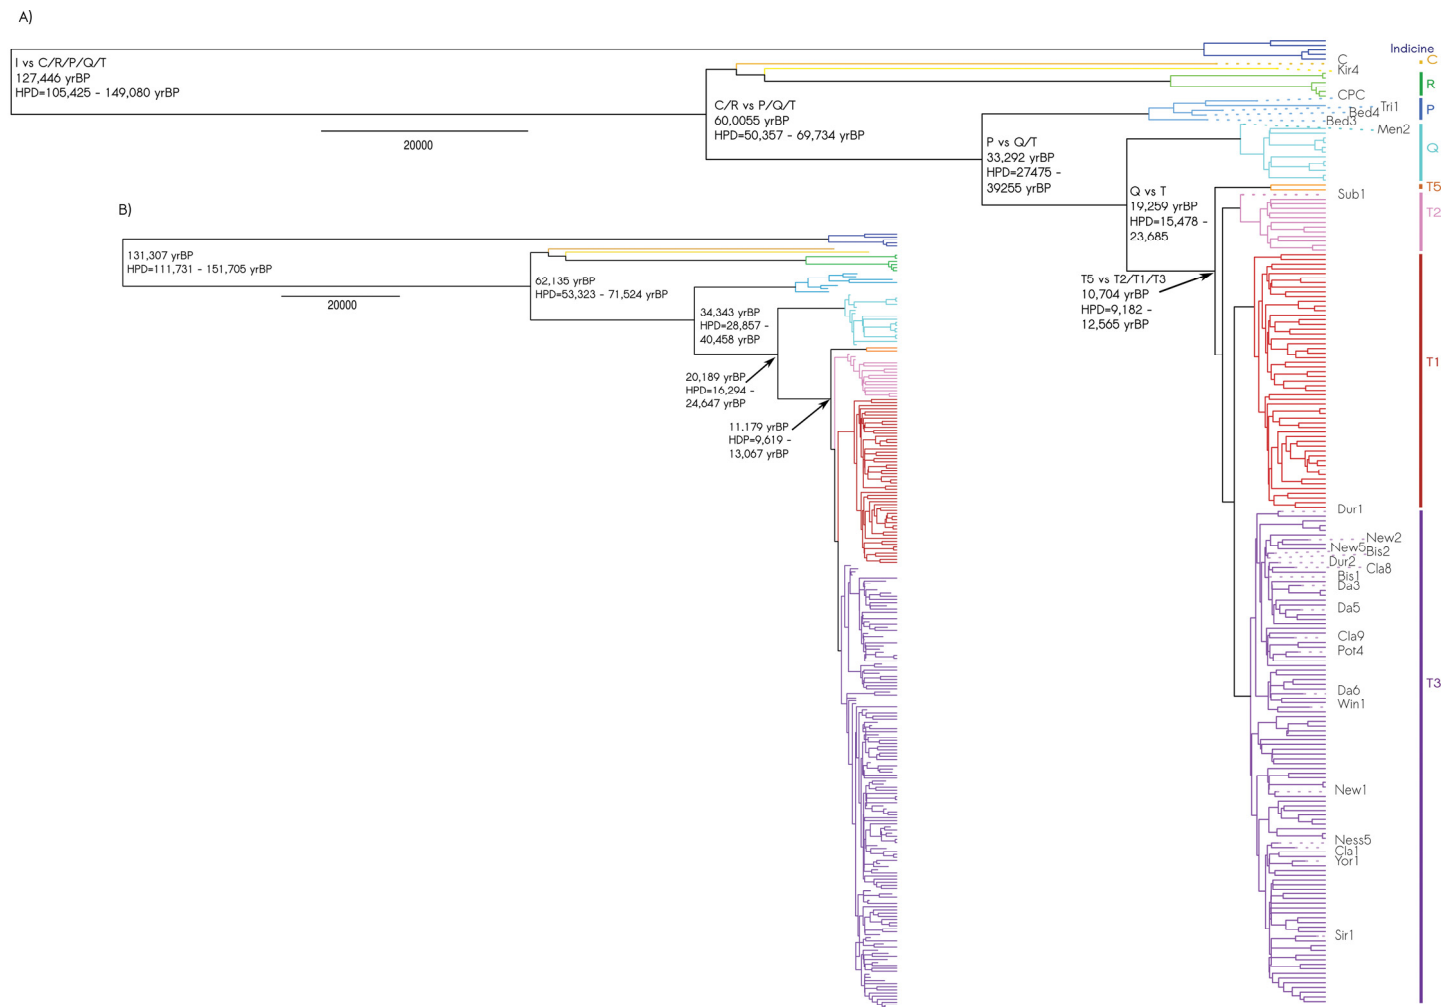 A)
I vs C/R/P/Q/T
127,446 yrBP
HPD=105,425 - 149,080 yrBP
20000
C/R vs P/Q/T
60,0055 yrBP
HPD=50,357 - 69,734 yrBP
P vs Q/T
33,292 yrBP
HPD=27475 -
39255 yrBP
Q vs T
19,259 yrBP
HPD=15,478 -
23,685
T5 vs T2/T1/T3
10,704 yrBP
HPD=9,182 -
12,565 yrBP
Indicine
C
C
Kir4
R
CPC
P
Tri1
Bed4
Bed3
Men2
Q
T5
Sub1
T2
T1
Dur1
New2
New5
Bis2
Dur2
Cla8
Bis1
Da3
Da5
Cla9
Pot4
T3
Da6
Win1
New1
Ness5
Cla1
Yor1
Sir1
B)
131,307 yrBP
HPD=111,731 - 151,705 yrBP
20000
62,135 yrBP
HPD=53,323 - 71,524 yrBP
34,343 yrBP
HPD=28,857 -
40,458 yrBP
20,189 yrBP
HPD=16,294 -
24,647 yrBP
11.179 yrBP
HDP=9,619 -
13,067 yrBP